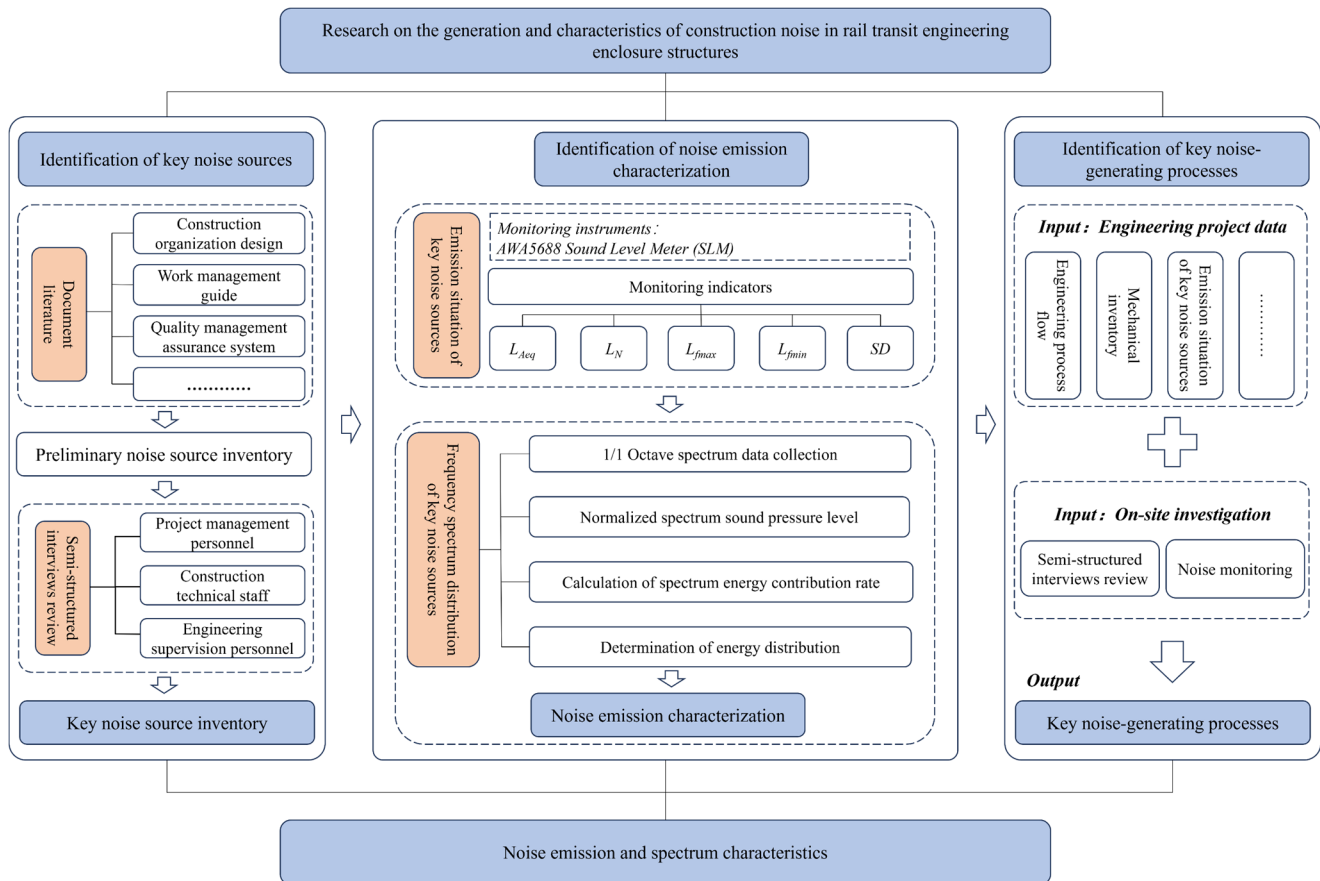 Research on the generation and characteristics of construction noise in rail transit engineering
enclosure structures
Identification of key noise sources
Document
literature
Construction
organization design
Work management
guide
Quality management
assurance system
…………
Preliminary noise source inventory
Semi-structured
interviews review
Project management
personnel
Construction
technical staff
Engineering
supervision personnel
Key noise source inventory
Identification of noise emission
characterization
Emission situation of
key noise sources
Monitoring instruments:
AWA5688 Sound Level Meter (SLM)
Monitoring indicators
L_Aeq
L_N
L_fmax
L_fmin
SD
Frequency spectrum distribution
of key noise sources
1/1 Octave spectrum data collection
Normalized spectrum sound pressure level
Calculation of spectrum energy contribution rate
Determination of energy distribution
Noise emission characterization
Identification of key noise-
generating processes
Input：Engineering project data
Engineering process
flow
Mechanical
inventory
Emission situation
of key noise sources
…………
Input：On-site investigation
Semi-structured
interviews review
Noise monitoring
Output
Key noise-generating processes
Noise emission and spectrum characteristics